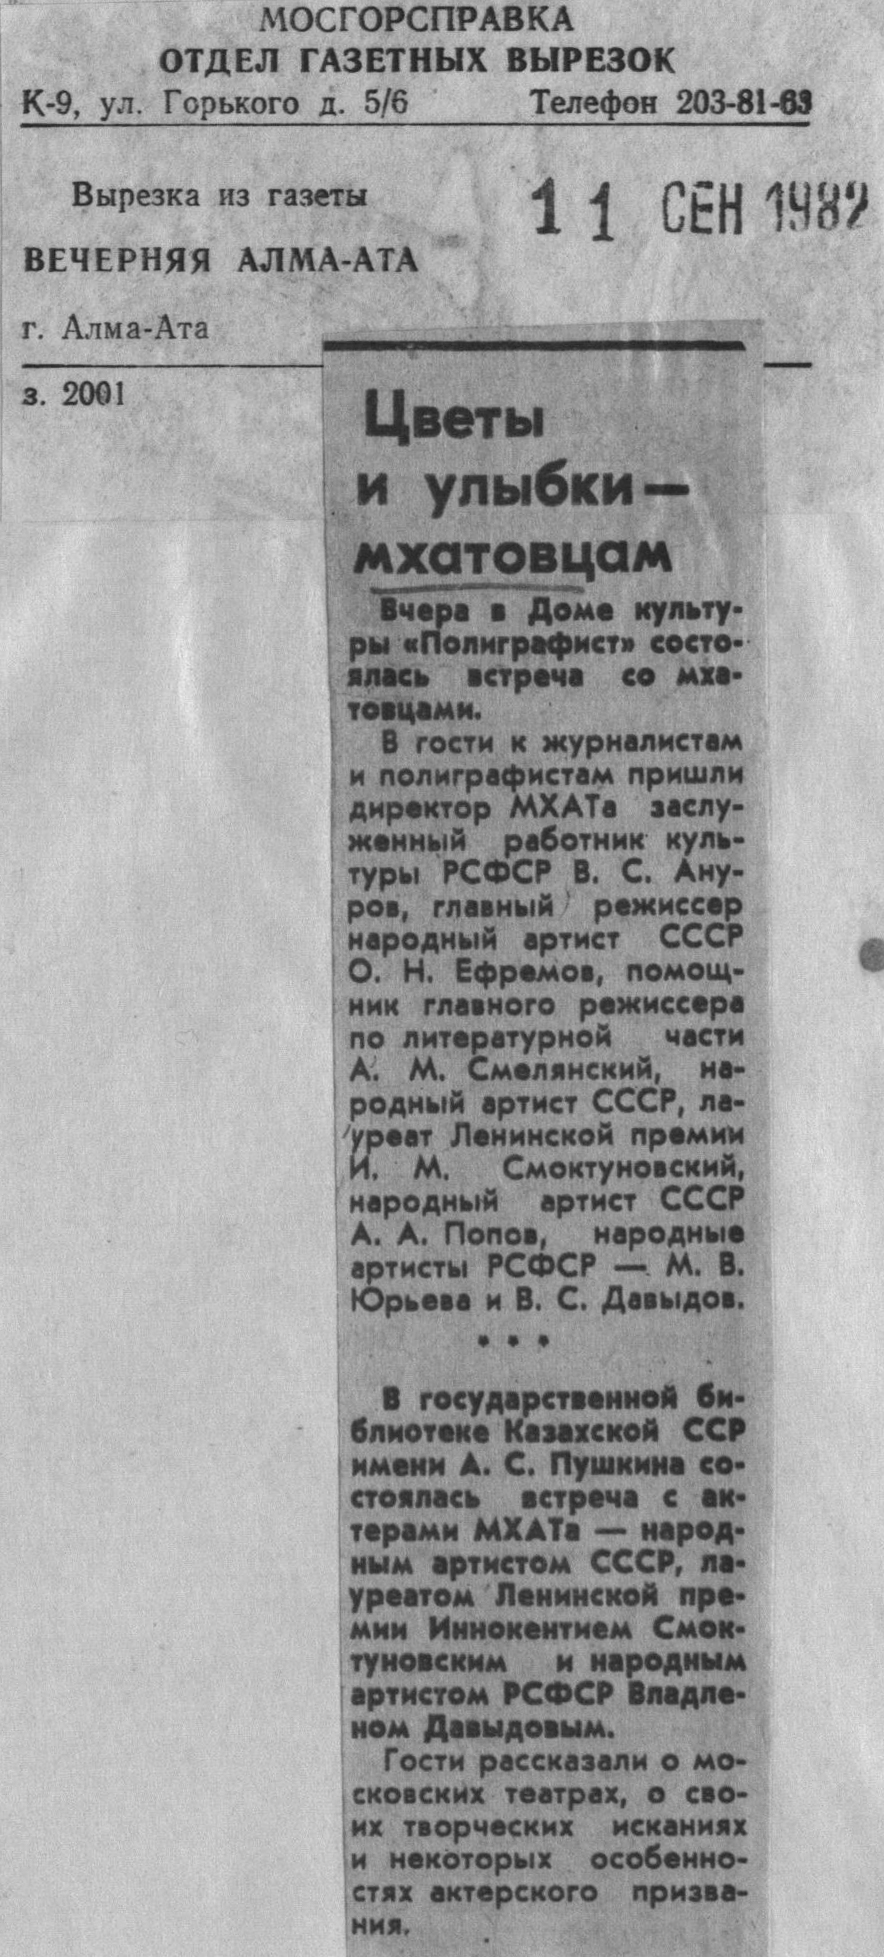 МОСГОРСПРАВКА
ОТДЕЛ ГАЗЕТНЫХ ВЫРЕЗОК
К-9, ул. Горького д. 5/6 Телефон 203-81-63
Вырезка из газеты
11 СЕН 1982
ВЕЧЕРНЯЯ АЛМА-АТА
г. Алма-Ата
з. 2001
Цветы
и улыбки —
мхатовцам
Вчера в Доме культу-
ры «Полиграфист» состо-
ялась встреча со мха-
товцами.
В гости к журналистам
и полиграфистам пришли
директор МХАТа заслу-
женный работник куль-
туры РСФСР В. С. Ану-
ров, главный режиссер
народный артист СССР
О. Н. Ефремов, помощ-
ник главного режиссера
по литературной части
А. М. Смелянский, на-
родный артист СССР, ла-
уреат Ленинской премии
И. М. Смоктуновский,
народный артист СССР
А. А. Попов, народные
артисты РСФСР — М. В.
Юрьева и В. С. Давыдов.
* * *
В государственной би-
блиотеке Казахской ССР
имени А. С. Пушкина со-
стоялась встреча с ак-
терами МХАТа — народ-
ным артистом СССР, ла-
уреатом Ленинской пре-
мии Иннокентием Смок-
туновским и народным
артистом РСФСР Владле-
ном Давыдовым.
Гости рассказали о мо-
сковских театрах, о сво-
их творческих исканиях
и некоторых особенно-
стях актерского призва-
ния.